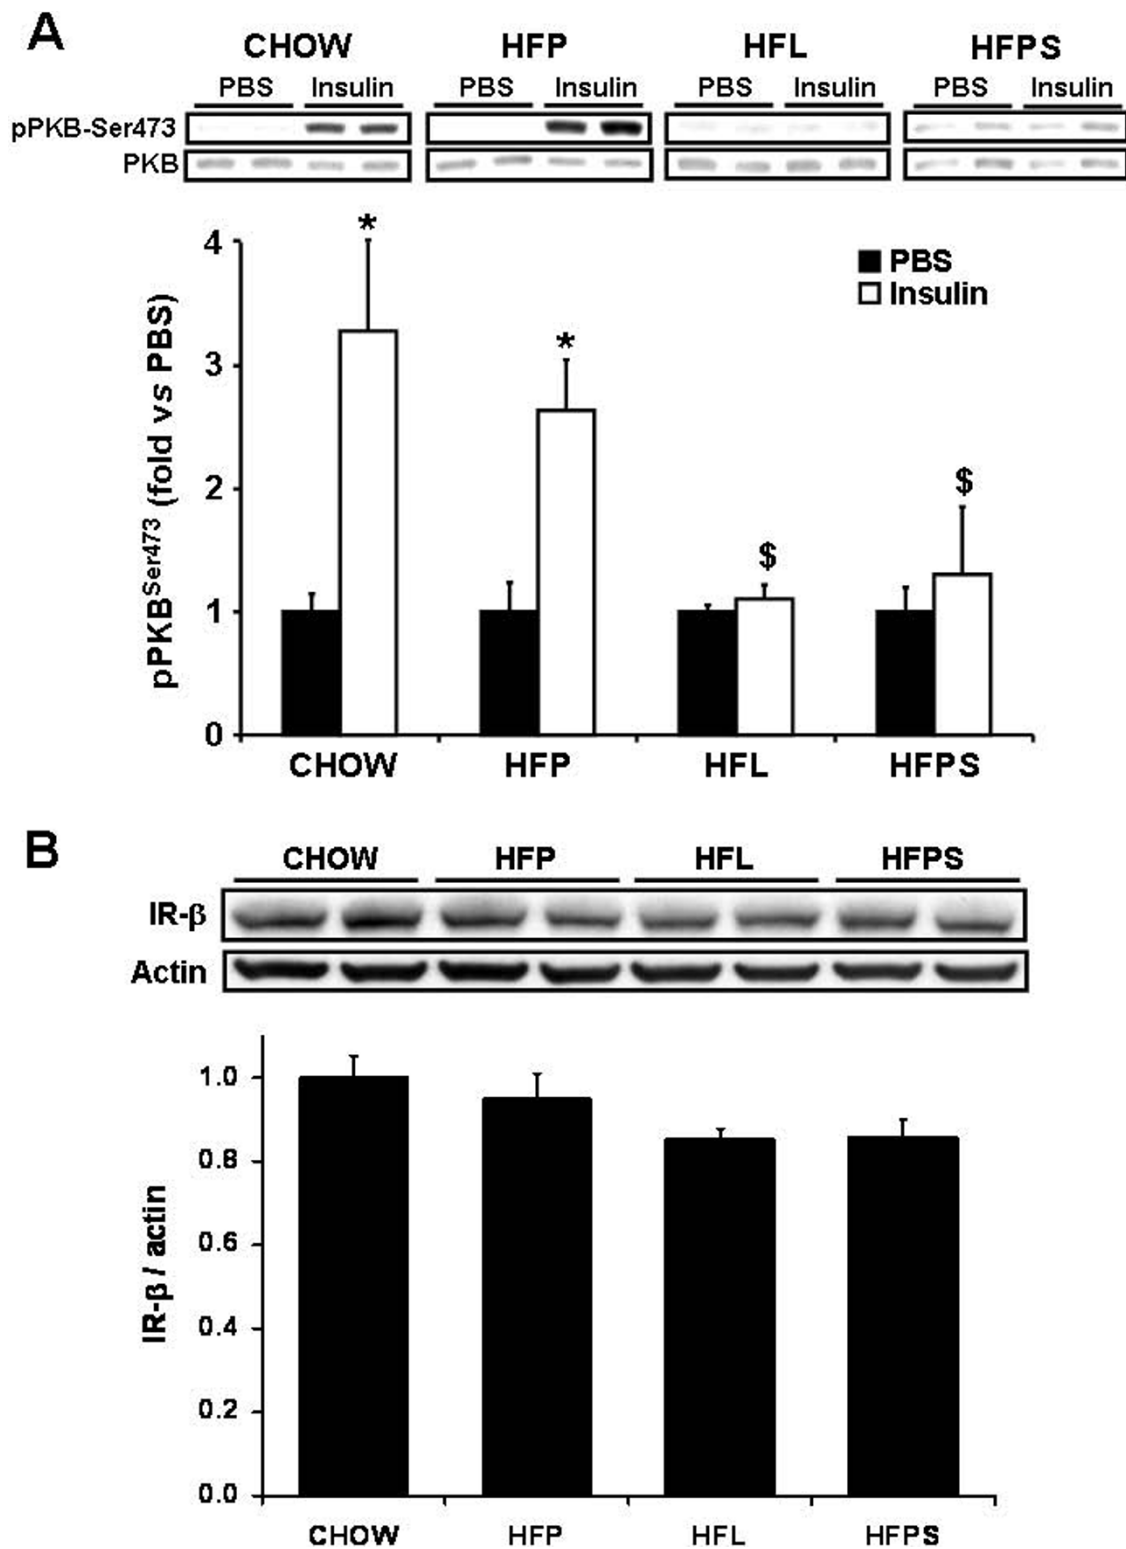 A
CHOW HFP HFL HFPS
PBS Insulin PBS Insulin PBS Insulin PBS Insulin
pPKB-Ser473
PKB
pPKB^Ser473 (fold vs PBS)
4
3
2
1
0
* * $ $
PBS
Insulin
CHOW HFP HFL HFPS
B
CHOW HFP HFL HFPS
IR-β
Actin
IR-β / actin
1.0
0.8
0.6
0.4
0.2
0.0
CHOW HFP HFL HFPS